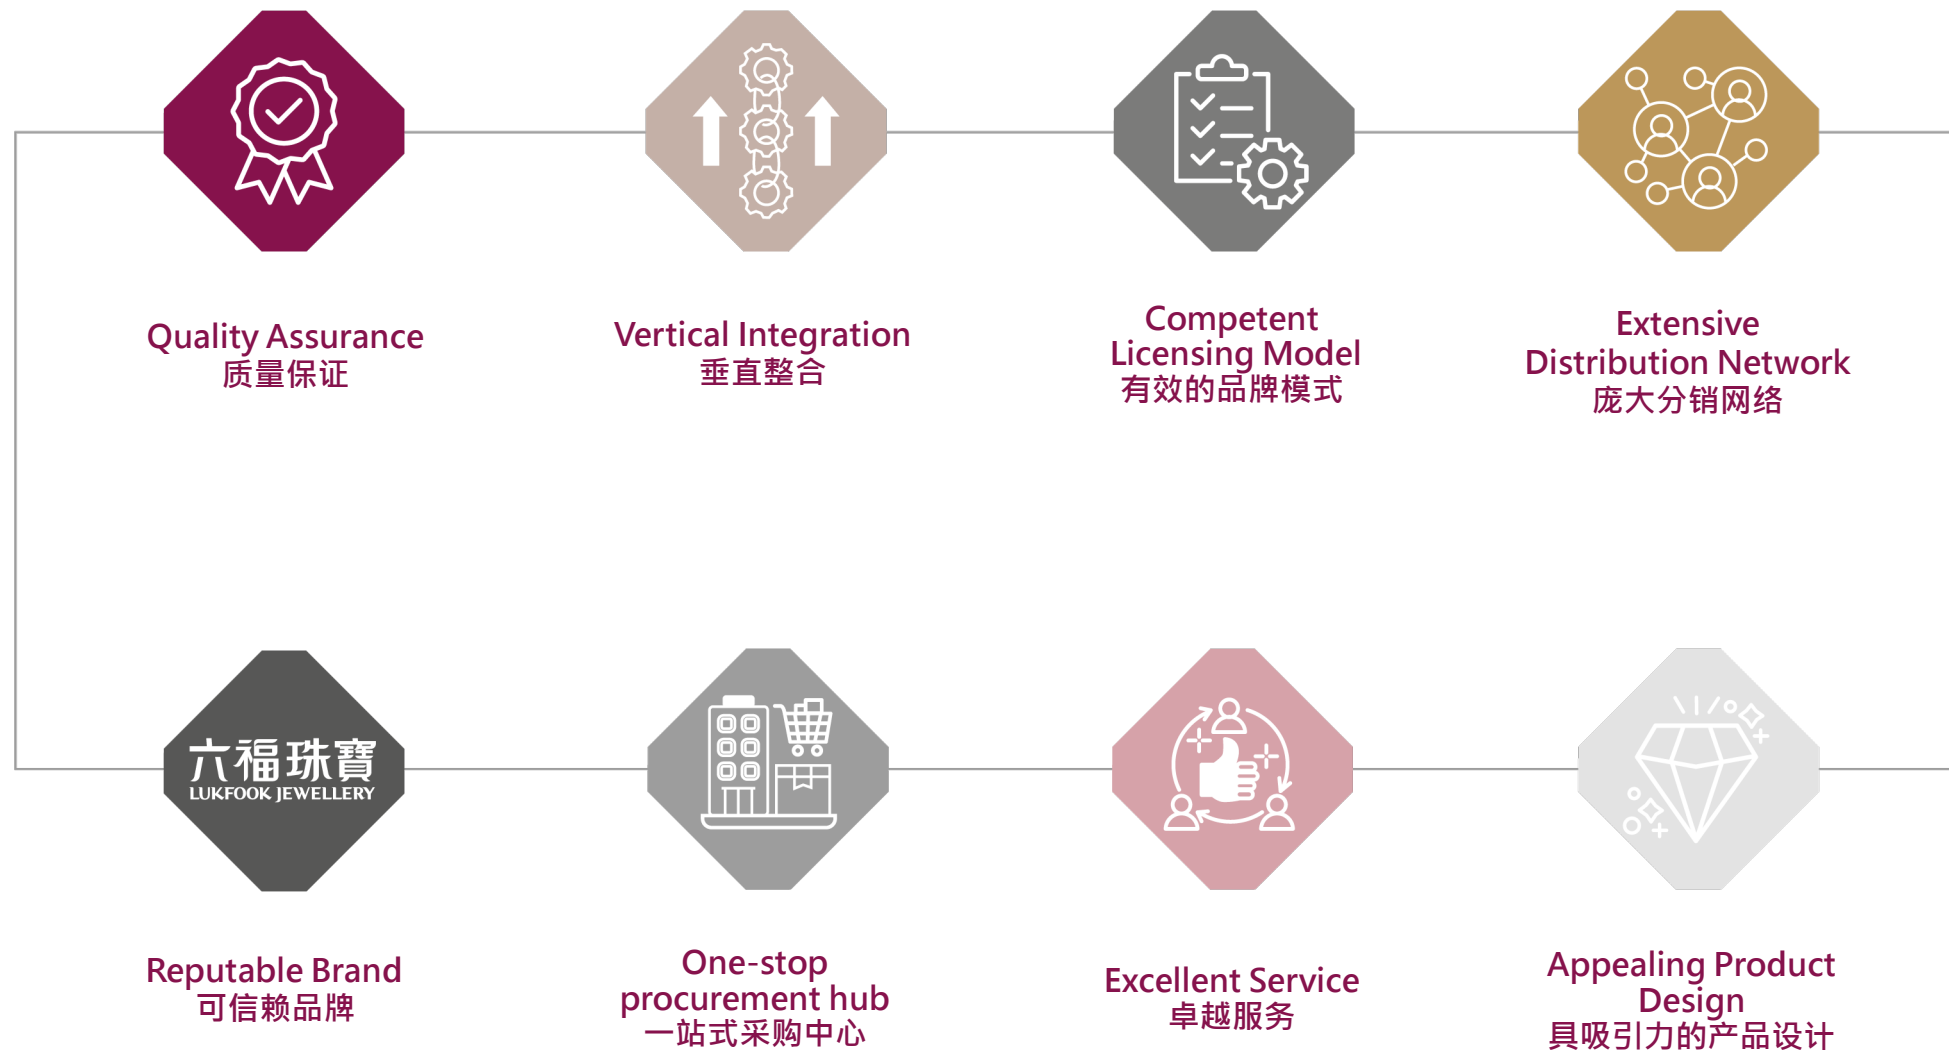 Quality Assurance
质量保证
Vertical Integration
垂直整合
Competent
Licensing Model
有效的品牌模式
Extensive
Distribution Network
庞大分销网络
六福珠寶
LUKFOOK JEWELLERY
Reputable Brand
可信赖品牌
One-stop
procurement hub
一站式采购中心
Excellent Service
卓越服务
Appealing Product
Design
具吸引力的产品设计